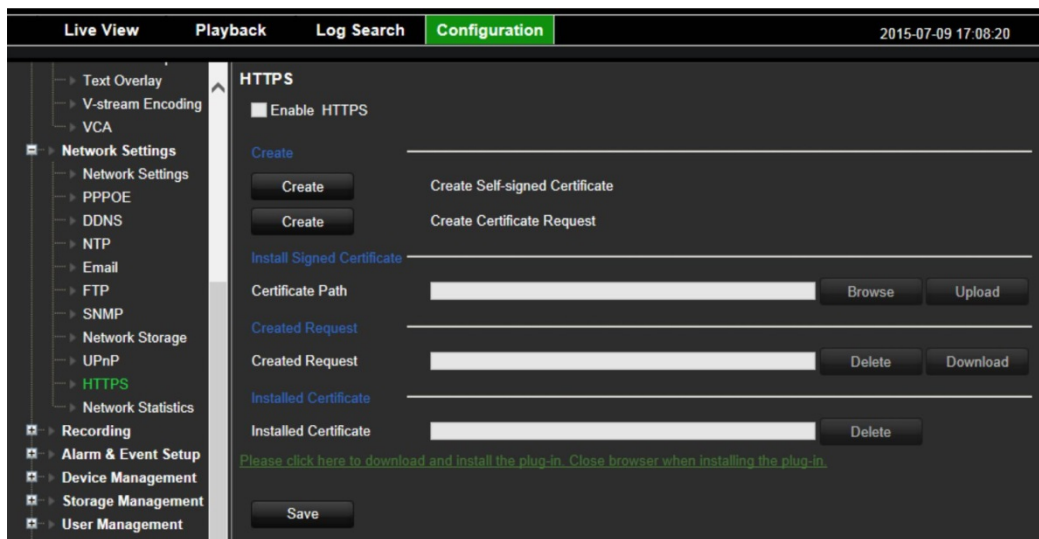 Live View Playback Log Search Configuration 2015-07-09 17:08:20
Text Overlay
V-stream Encoding
VCA
Network Settings
Network Settings
PPPOE
DDNS
NTP
Email
FTP
SNMP
Network Storage
UPnP
HTTPS
Network Statistics
Recording
Alarm & Event Setup
Device Management
Storage Management
User Management
HTTPS
Enable HTTPS
Create
Create Create Self-signed Certificate
Create Create Certificate Request
Install Signed Certificate
Certificate Path Browse Upload
Created Request
Created Request Delete Download
Installed Certificate
Installed Certificate Delete
Please click here to download and install the plug-in. Close browser when installing the plug-in.
Save